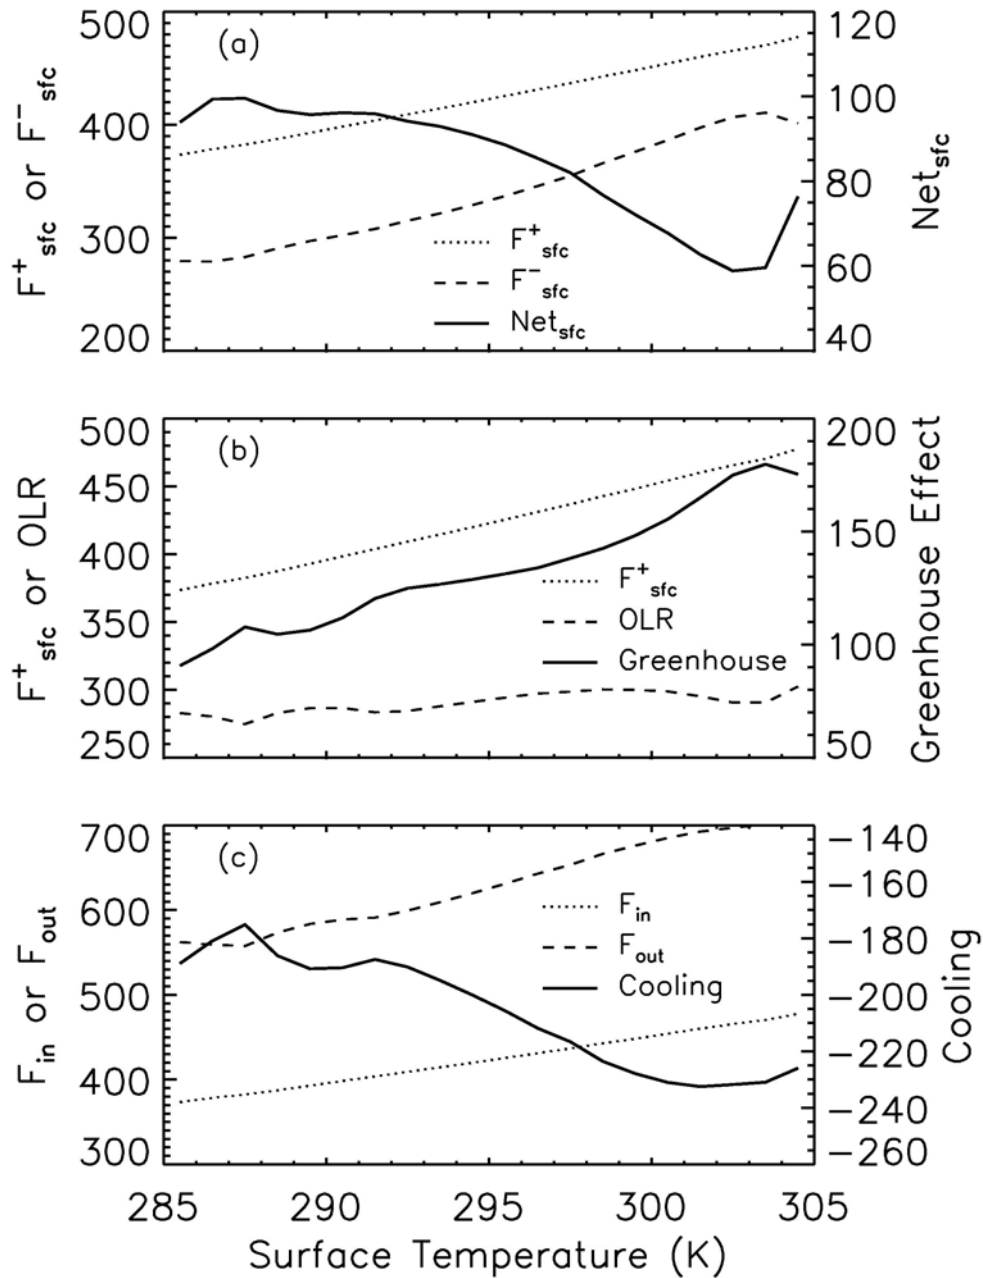 (a)
500
400
300
200
F⁺sfc or F⁻sfc
120
100
80
60
40
Netsfc
F⁺sfc
F⁻sfc
Netsfc
(b)
500
450
400
350
300
250
F⁺sfc or OLR
200
150
100
50
Greenhouse Effect
F⁺sfc
OLR
Greenhouse
(c)
700
600
500
400
300
Fin or Fout
−140
−160
−180
−200
−220
−240
−260
Cooling
Fin
Fout
Cooling
285 290 295 300 305
Surface Temperature (K)